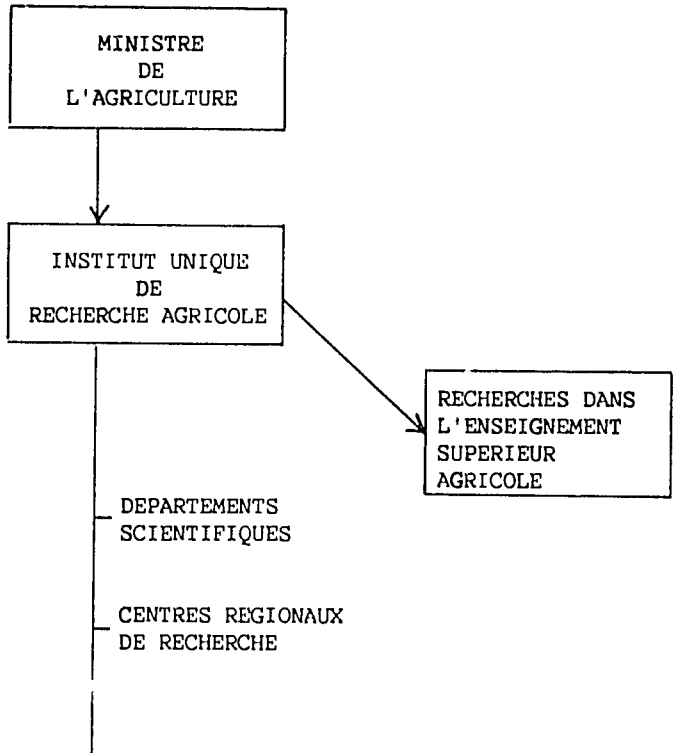 MINISTRE
DE
L'AGRICULTURE
INSTITUT UNIQUE
DE
RECHERCHE AGRICOLE
RECHERCHES DANS
L'ENSEIGNEMENT
SUPERIEUR
AGRICOLE
DEPARTEMENTS
SCIENTIFIQUES
CENTRES REGIONAUX
DE RECHERCHE